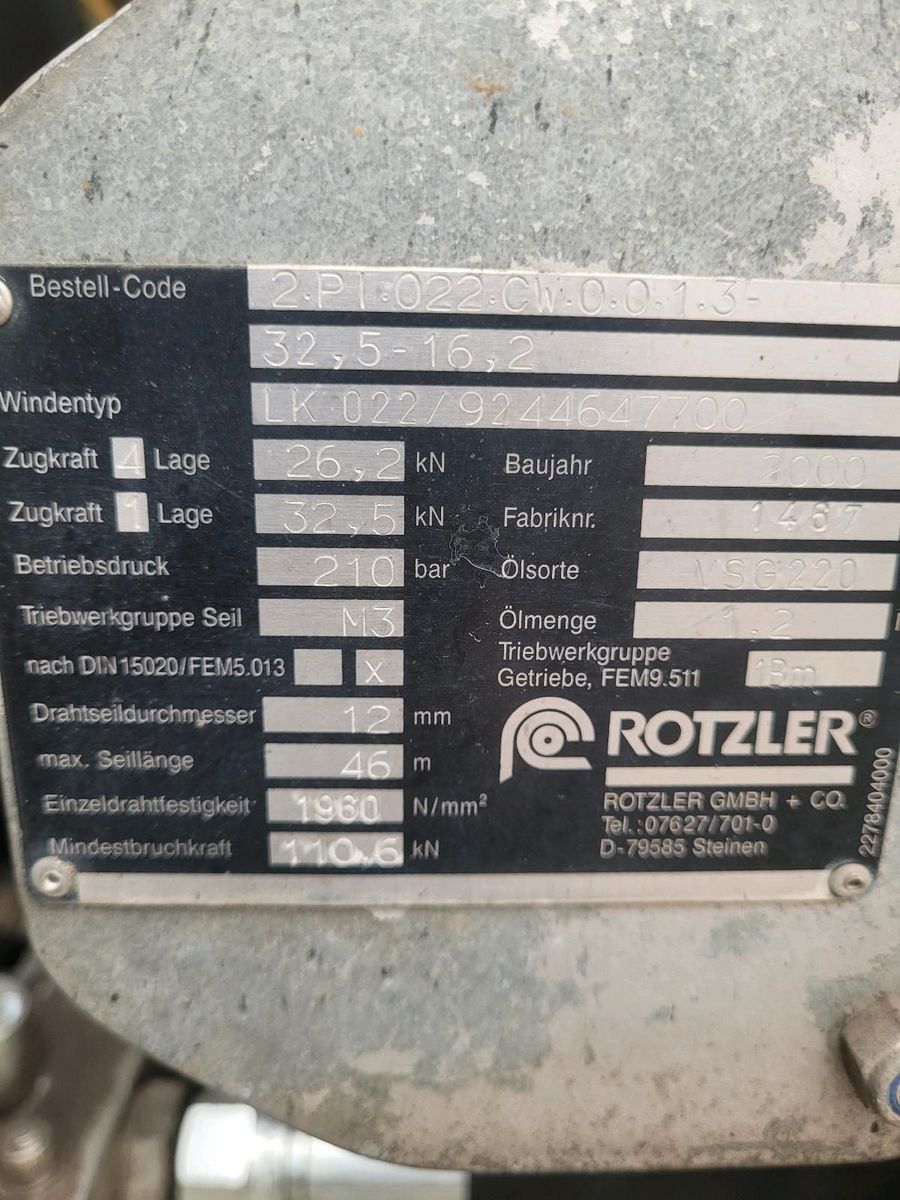 Bestell-Code 2.PI.022.CW.0.0.1.3-
32,5-16,2
Windentyp LK 022/9244647700
Zugkraft 4 Lage 26,2 kN Baujahr 2000
Zugkraft 1 Lage 32,5 kN Fabriknr. 1467
Betriebsdruck 210 bar Ölsorte VSG220
Triebwerkgruppe Seil M3 Ölmenge 1.2
nach DIN15020/FEM5.013 X Triebwerkgruppe
Getriebe, FEM9.511 1Bm
Drahtseildurchmesser 12 mm
max. Seillänge 46 m
Einzeldrahtfestigkeit 1960 N/mm²
Mindestbruchkraft 110,6 kN
ROTZLER®
ROTZLER GMBH + CO.
Tel.:07627/701-0
D-79585 Steinen
2278404000